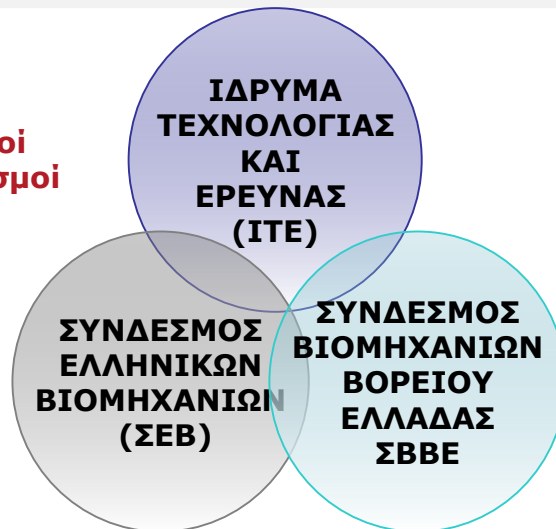 ΙΔΡΥΜΑ
ΤΕΧΝΟΛΟΓΙΑΣ
ΚΑΙ
ΕΡΕΥΝΑΣ
(ΙΤΕ)
ΣΥΝΔΕΣΜΟΣ
ΕΛΛΗΝΙΚΩΝ
ΒΙΟΜΗΧΑΝΙΩΝ
(ΣΕΒ)
ΣΥΝΔΕΣΜΟΣ
ΒΙΟΜΗΧΑΝΙΩΝ
ΒΟΡΕΙΟΥ
ΕΛΛΑΔΑΣ
ΣΒΒΕ